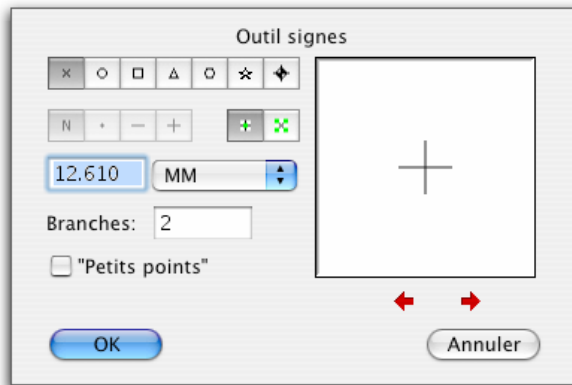 Outil signes
N
12.610 MM
Branches: 2
"Petits points"
OK Annuler